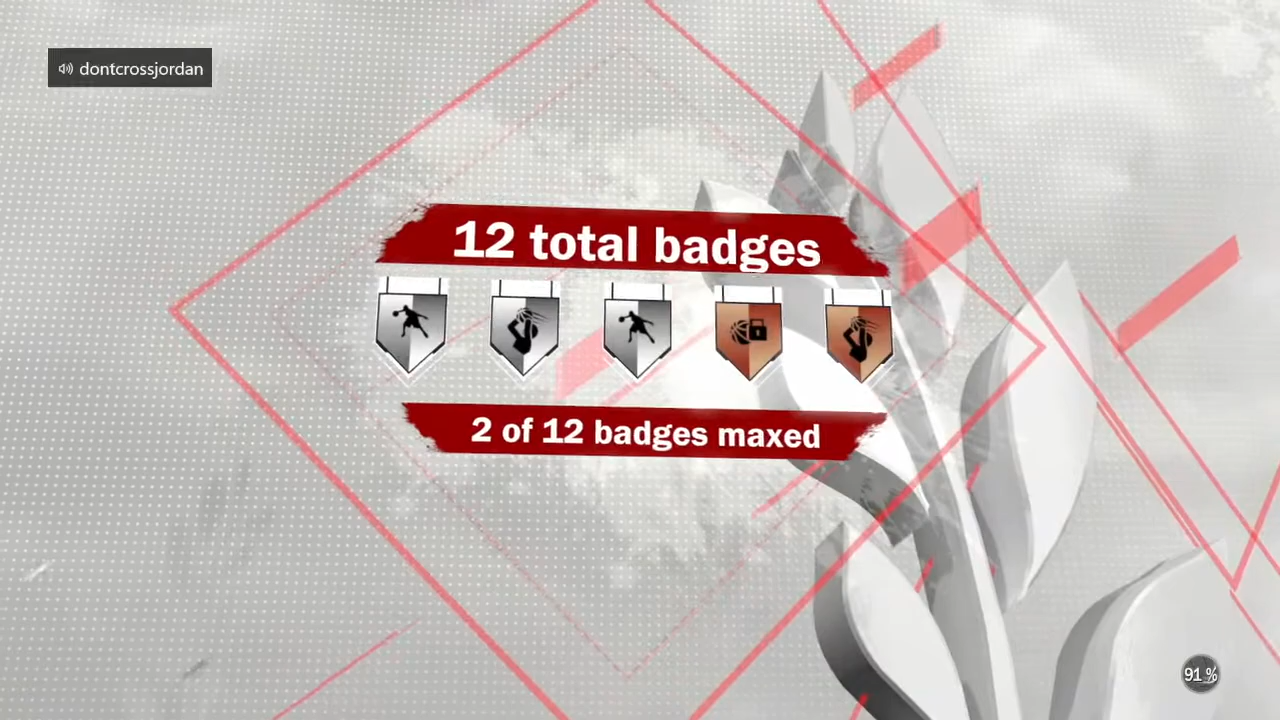 dontcrossjordan
12 total badges
2 of 12 badges maxed
91 %